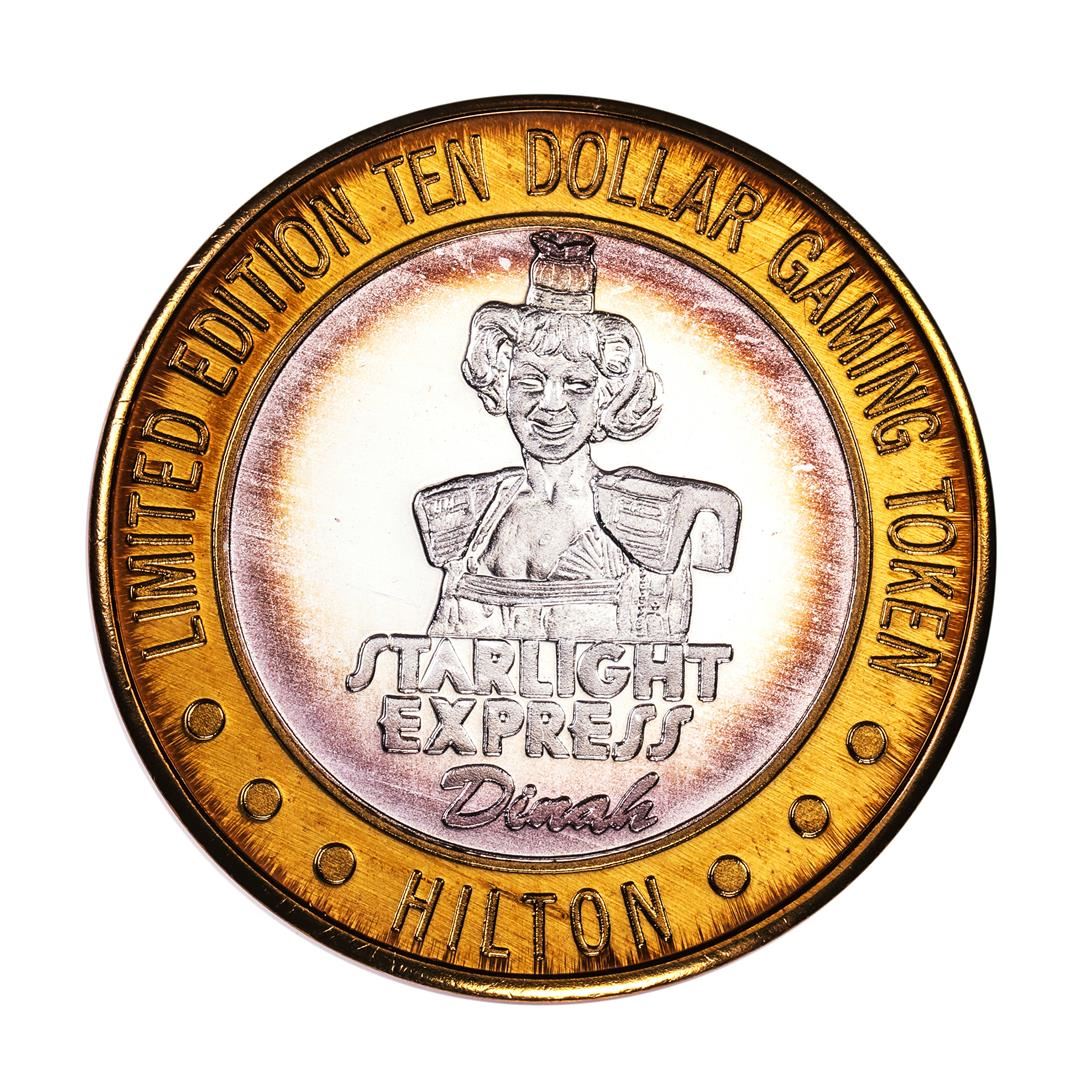 LIMITED EDITION TEN DOLLAR GAMING TOKEN
STARLIGHT
EXPRESS
Dinah
HILTON